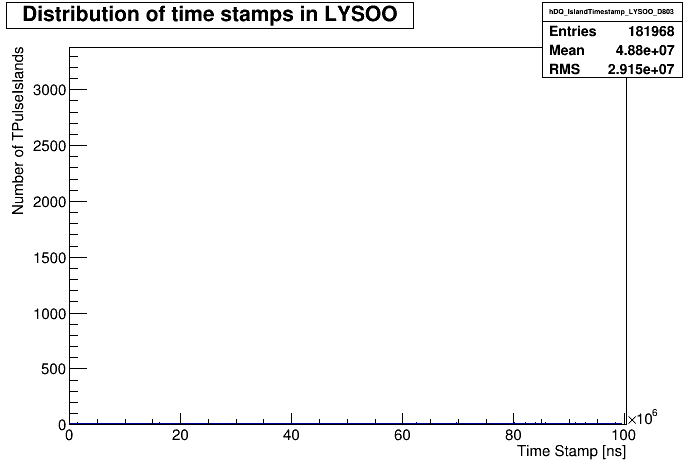 Distribution of time stamps in LYSOO
hDQ_IslandTimestamp_LYSOO_D803
Entries 181968
Mean 4.88e+07
RMS 2.915e+07
Number of TPulseIslands
3000
2500
2000
1500
1000
500
0
0 20 40 60 80 100
×10⁶
Time Stamp [ns]